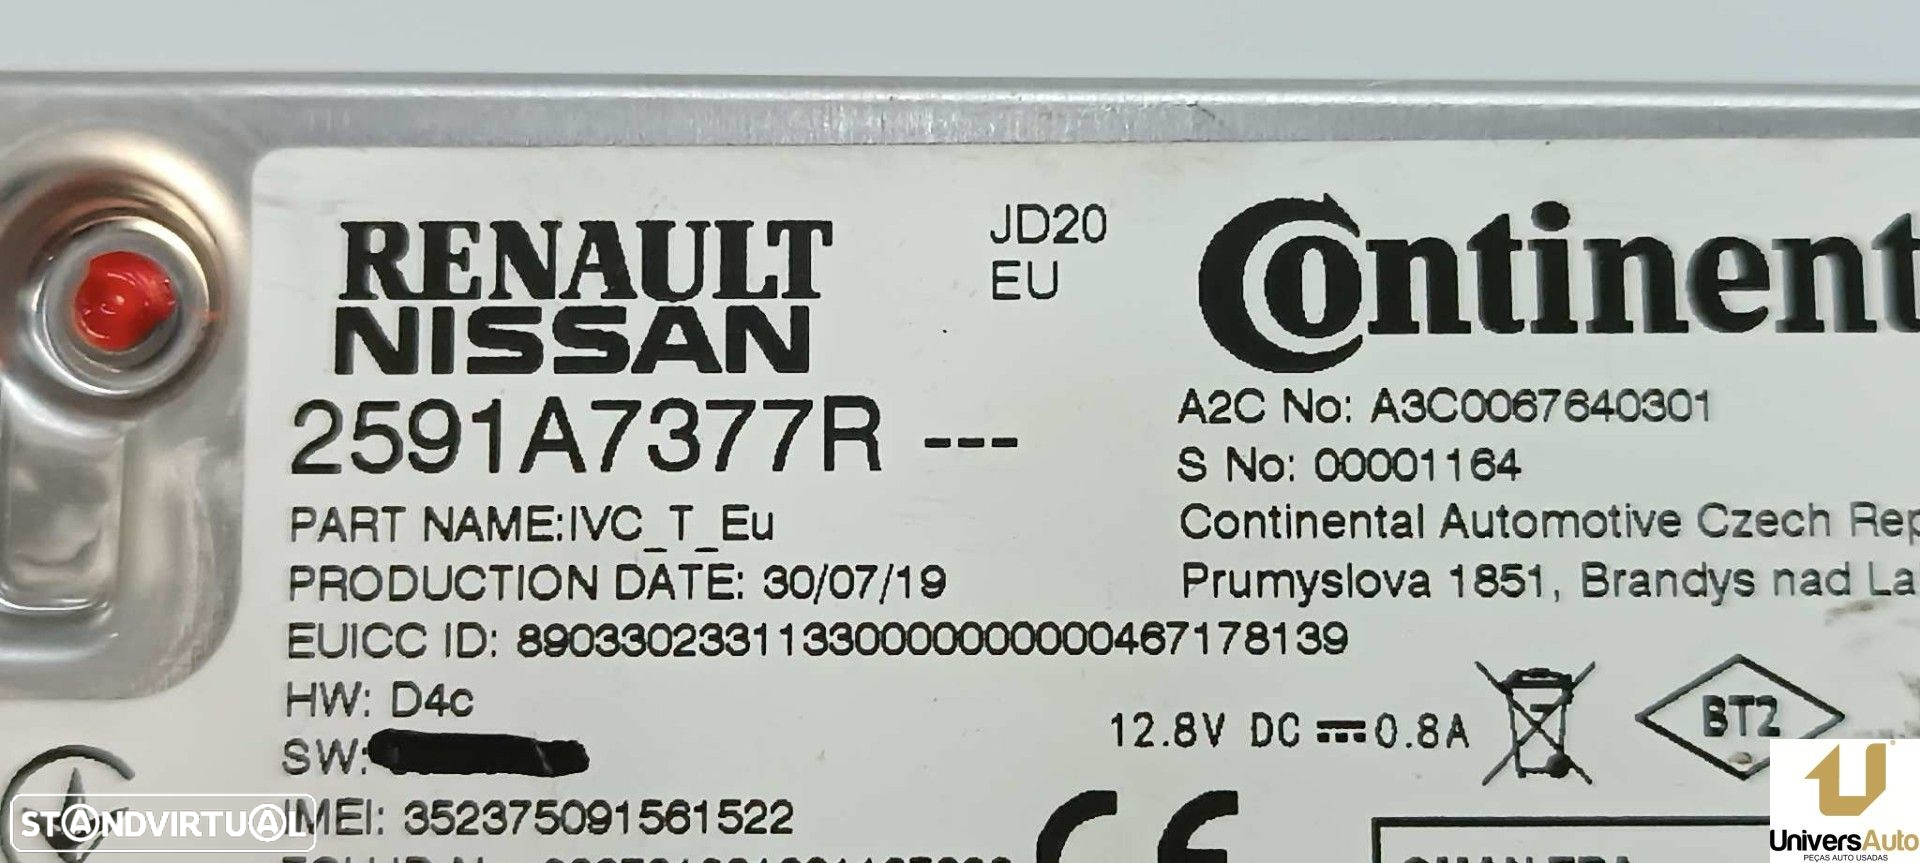 RENAULT
NISSAN
JD20
EU
Continent
2591A7377R ---
A2C No: A3C0067640301
S No: 00001164
PART NAME:IVC_T_Eu
Continental Automotive Czech Rep
PRODUCTION DATE: 30/07/19
Prumyslova 1851, Brandys nad La
EUICC ID: 89033023311330000000000467178139
HW: D4c
12.8V DC 0.8A
BT2
SW:
IMEI: 352375091561522
CE
STANDVIRTUAL
UniversAuto
PEÇAS AUTO USADAS